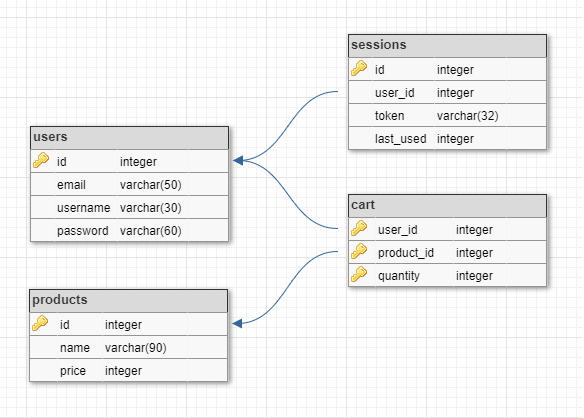 sessions
id integer
user_id integer
token varchar(32)
last_used integer
users
id integer
email varchar(50)
username varchar(30)
password varchar(60)
cart
user_id integer
product_id integer
quantity integer
products
id integer
name varchar(90)
price integer